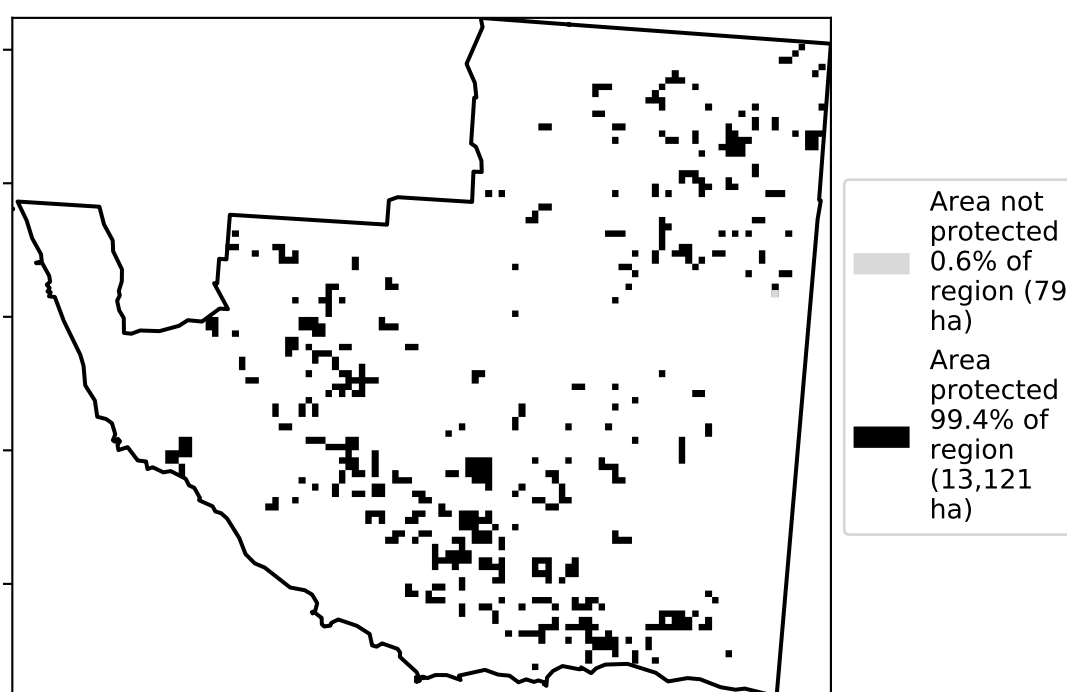 Area not
protected
0.6% of
region (79
ha)
Area
protected
99.4% of
region
(13,121
ha)